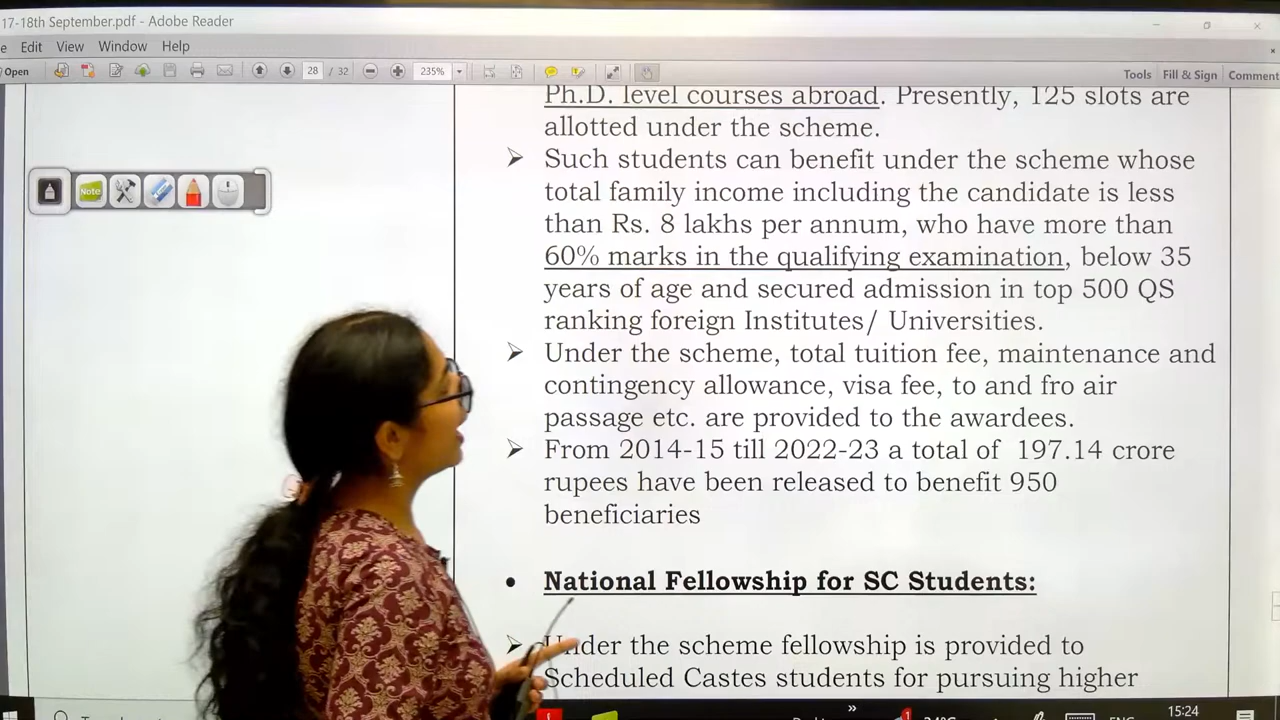 17-18th September.pdf - Adobe Reader
Edit View Window Help
Open 28 / 32 235% Tools Fill & Sign Comment
Ph.D. level courses abroad. Presently, 125 slots are
allotted under the scheme.
➢ Such students can benefit under the scheme whose
total family income including the candidate is less
than Rs. 8 lakhs per annum, who have more than
60% marks in the qualifying examination, below 35
years of age and secured admission in top 500 QS
ranking foreign Institutes/ Universities.
Note
➢ Under the scheme, total tuition fee, maintenance and
contingency allowance, visa fee, to and fro air
passage etc. are provided to the awardees.
➢ From 2014-15 till 2022-23 a total of 197.14 crore
rupees have been released to benefit 950
beneficiaries
• National Fellowship for SC Students:
➢ Under the scheme fellowship is provided to
Scheduled Castes students for pursuing higher
15:24